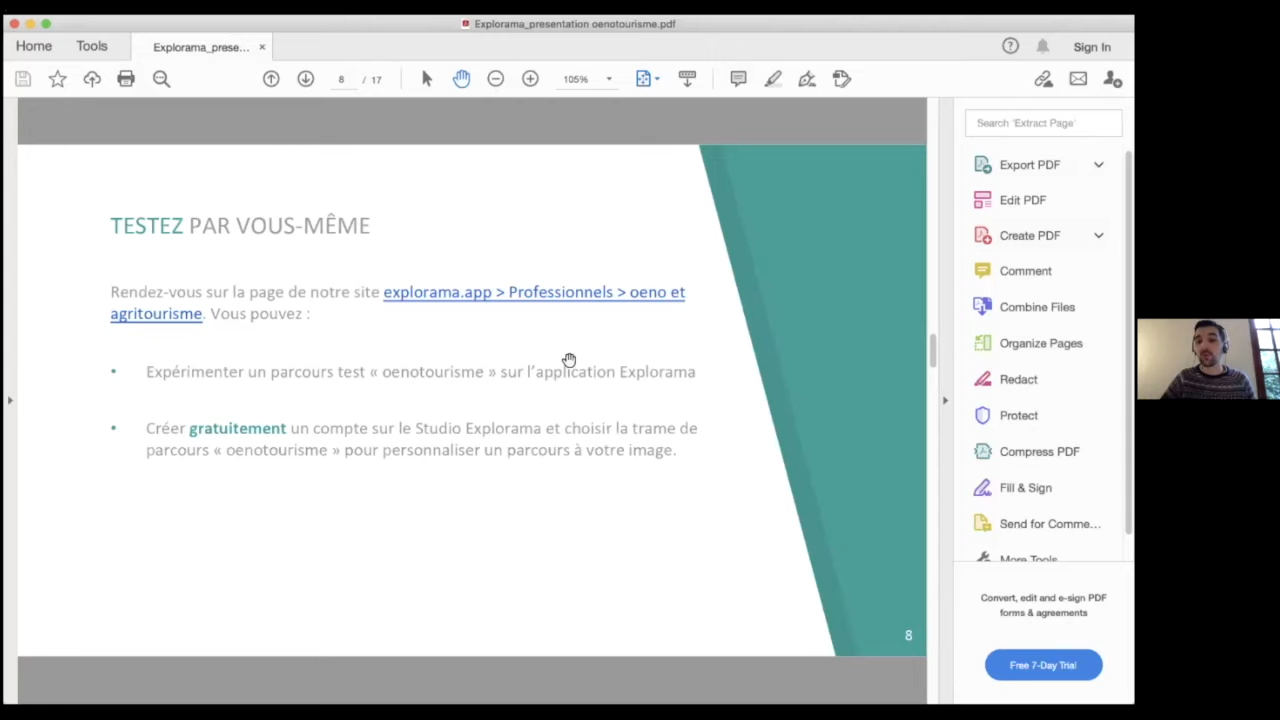 Explorama_presentation oenotourisme.pdf
Home
Tools
Explorama_prese... ×
Sign In
8 / 17
105%
Search 'Extract Page'
TESTEZ PAR VOUS-MÊME
Rendez-vous sur la page de notre site explorama.app > Professionnels > oeno et
agritourisme. Vous pouvez :
• Expérimenter un parcours test « oenotourisme » sur l'application Explorama
• Créer gratuitement un compte sur le Studio Explorama et choisir la trame de
parcours « oenotourisme » pour personnaliser un parcours à votre image.
8
Export PDF
Edit PDF
Create PDF
Comment
Combine Files
Organize Pages
Redact
Protect
Compress PDF
Fill & Sign
Send for Comme...
More Tools
Convert, edit and e-sign PDF
forms & agreements
Free 7-Day Trial